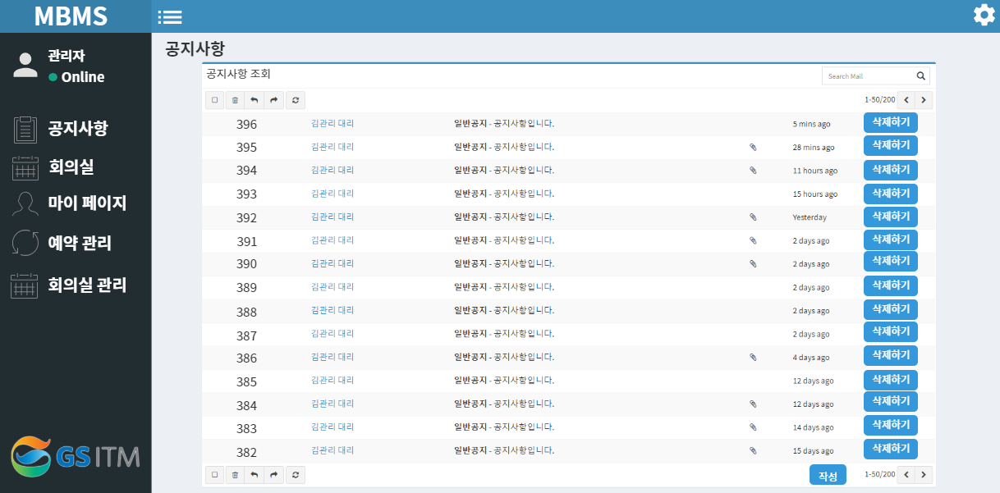 MBMS
관리자
Online
공지사항
회의실
마이 페이지
예약 관리
회의실 관리
GS ITM
공지사항
공지사항 조회
Search Mail
1-50/200
396 김관리 대리 일반공지 - 공지사항입니다. 5 mins ago 삭제하기
395 김관리 대리 일반공지 - 공지사항입니다. 28 mins ago 삭제하기
394 김관리 대리 일반공지 - 공지사항입니다. 11 hours ago 삭제하기
393 김관리 대리 일반공지 - 공지사항입니다. 15 hours ago 삭제하기
392 김관리 대리 일반공지 - 공지사항입니다. Yesterday 삭제하기
391 김관리 대리 일반공지 - 공지사항입니다. 2 days ago 삭제하기
390 김관리 대리 일반공지 - 공지사항입니다. 2 days ago 삭제하기
389 김관리 대리 일반공지 - 공지사항입니다. 2 days ago 삭제하기
388 김관리 대리 일반공지 - 공지사항입니다. 2 days ago 삭제하기
387 김관리 대리 일반공지 - 공지사항입니다. 2 days ago 삭제하기
386 김관리 대리 일반공지 - 공지사항입니다. 4 days ago 삭제하기
385 김관리 대리 일반공지 - 공지사항입니다. 12 days ago 삭제하기
384 김관리 대리 일반공지 - 공지사항입니다. 12 days ago 삭제하기
383 김관리 대리 일반공지 - 공지사항입니다. 14 days ago 삭제하기
382 김관리 대리 일반공지 - 공지사항입니다. 15 days ago 삭제하기
작성 1-50/200